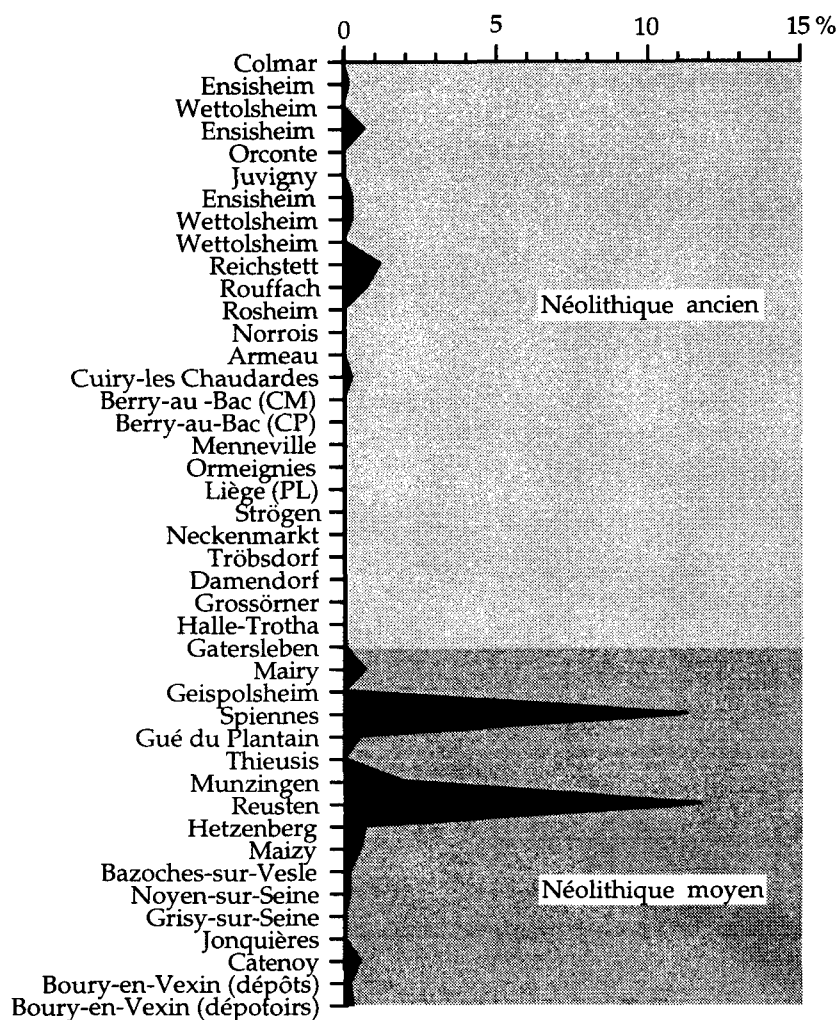 0 5 10 15 %
Colmar
Ensisheim
Wettolsheim
Ensisheim
Orconte
Juvigny
Ensisheim
Wettolsheim
Wettolsheim
Reichstett
Rouffach
Néolithique ancien
Rosheim
Norrois
Armeau
Cuiry-les Chaudardes
Berry-au -Bac (CM)
Berry-au-Bac (CP)
Menneville
Ormeignies
Liège (PL)
Strögen
Neckenmarkt
Tröbsdorf
Damendorf
Grossörner
Halle-Trotha
Gatersleben
Mairy
Geispolsheim
Spiennes
Gué du Plantain
Thieusis
Munzingen
Reusten
Hetzenberg
Maizy
Bazoches-sur-Vesle
Noyen-sur-Seine
Néolithique moyen
Grisy-sur-Seine
Jonquières
Catenoy
Boury-en-Vexin (dépôts)
Boury-en-Vexin (dépotoirs)